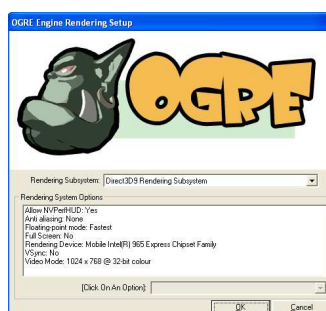 OGRE Engine Rendering Setup
OGRE
Rendering Subsystem: Direct3D9 Rendering Subsystem
Rendering System Options
Allow NVPerfHUD: Yes
Anti aliasing: None
Floating-point mode: Fastest
Full Screen: No
Rendering Device: Mobile Intel(R) 965 Express Chipset Family
VSync: No
Video Mode: 1024 x 768 @ 32-bit colour
[Click On An Option]:
OK Cancel